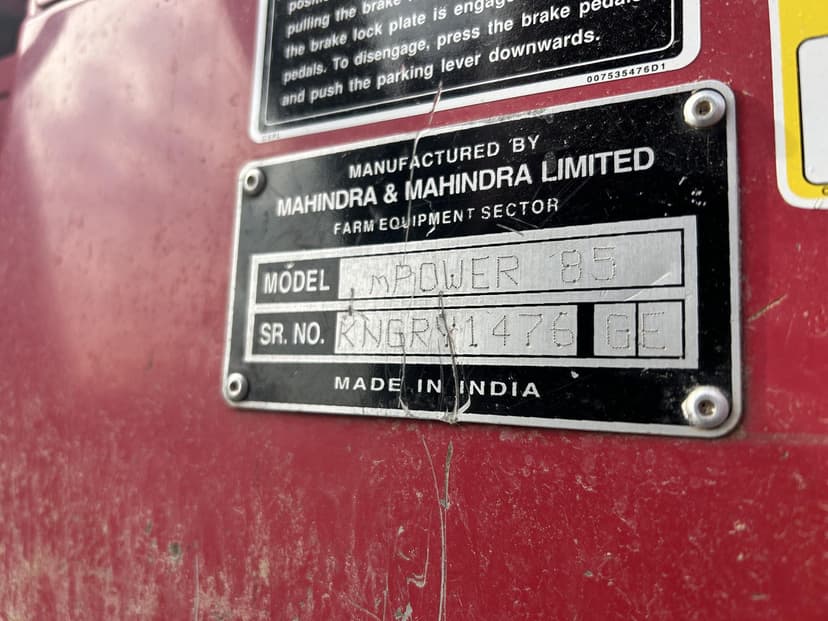 pulling the brake
the brake lock plate is
pedals. To disengage, press the brake
and push the parking lever downwards.
007535476D1
MANUFACTURED BY
MAHINDRA & MAHINDRA LIMITED
FARM EQUIPMENT SECTOR
MODEL mPOWER 85
SR. NO. KNGRY1476 GE
MADE IN INDIA